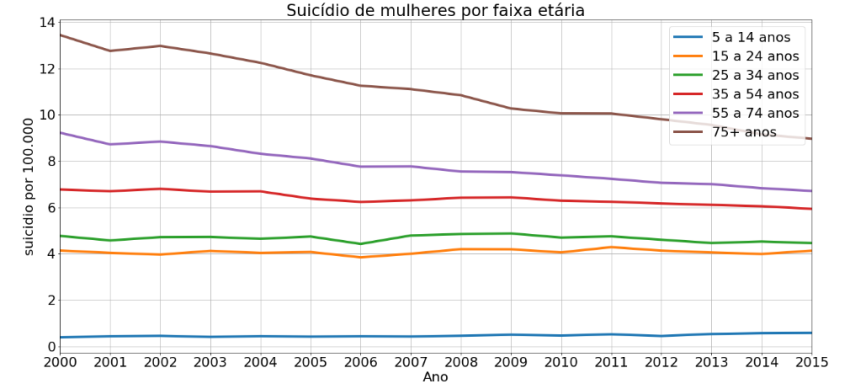 Suicídio de mulheres por faixa etária
14
12
10
8
6
4
2
0
suicidio por 100.000
5 a 14 anos
15 a 24 anos
25 a 34 anos
35 a 54 anos
55 a 74 anos
75+ anos
2000 2001 2002 2003 2004 2005 2006 2007 2008 2009 2010 2011 2012 2013 2014 2015
Ano